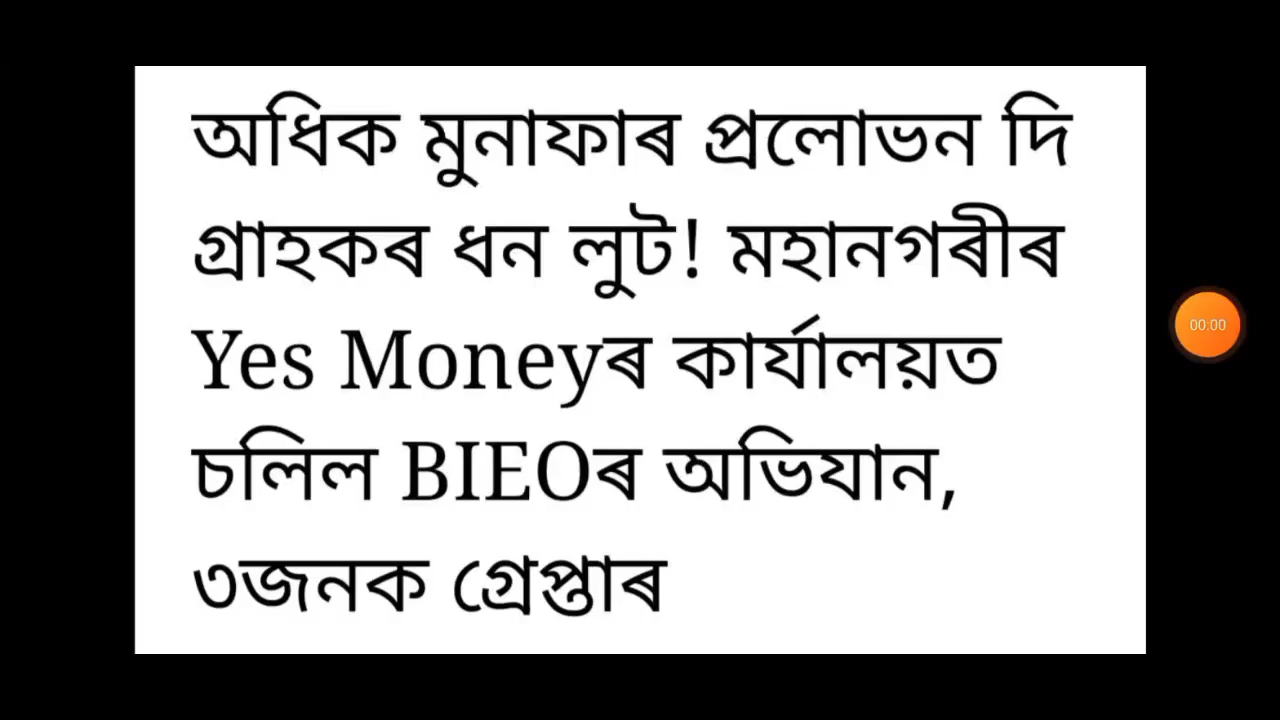 অধিক মুনাফাৰ প্ৰলোভন দি
গ্ৰাহকৰ ধন লুট! মহানগৰীৰ
Yes Moneyৰ কাৰ্যালয়ত
চলিল BIEOৰ অভিযান,
৩জনক গ্ৰেপ্তাৰ
00:00